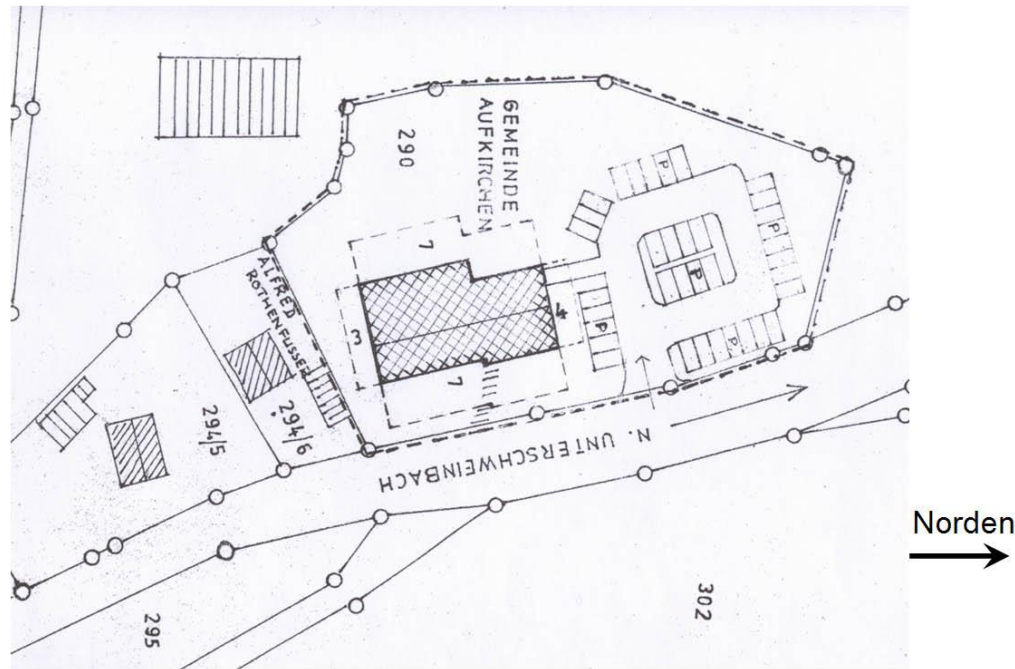 GEMEINDE
AUFKIRCHEN
290
ALFRED
ROTHENFUSSER
7
3
4
7
P
P
P
P
P
294/6
294/5
N. UNTERSCHWEINBACH
Norden
295
302